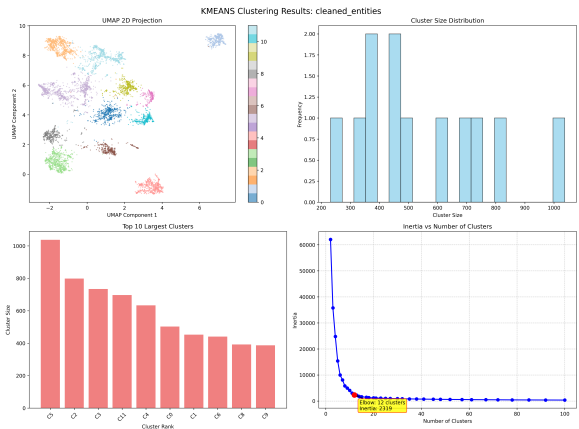 KMEANS Clustering Results: cleaned_entities
UMAP 2D Projection
UMAP Component 2
10
8
6
4
2
0
−2
0
2
4
6
UMAP Component 1
10
8
6
4
2
0
Cluster Size Distribution
Frequency
2.00
1.75
1.50
1.25
1.00
0.75
0.50
0.25
0.00
200
300
400
500
600
700
800
900
1000
Cluster Size
Top 10 Largest Clusters
Cluster Size
1000
800
600
400
200
0
C5
C2
C3
C11
C4
C0
C1
C6
C8
C9
Cluster Rank
Inertia vs Number of Clusters
Inertia
60000
50000
40000
30000
20000
10000
0
Elbow: 12 clusters
Inertia: 2319
0
20
40
60
80
100
Number of Clusters